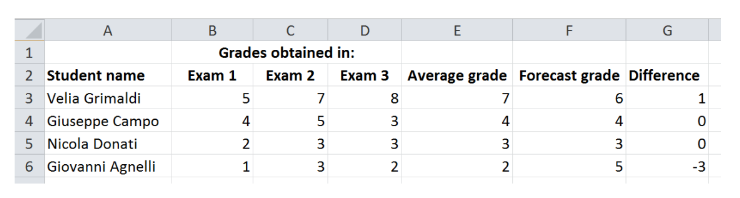 A B C D E F G
1 Grades obtained in:
2 Student name Exam 1 Exam 2 Exam 3 Average grade Forecast grade Difference
3 Velia Grimaldi 5 7 8 7 6 1
4 Giuseppe Campo 4 5 3 4 4 0
5 Nicola Donati 2 3 3 3 3 0
6 Giovanni Agnelli 1 3 2 2 5 -3